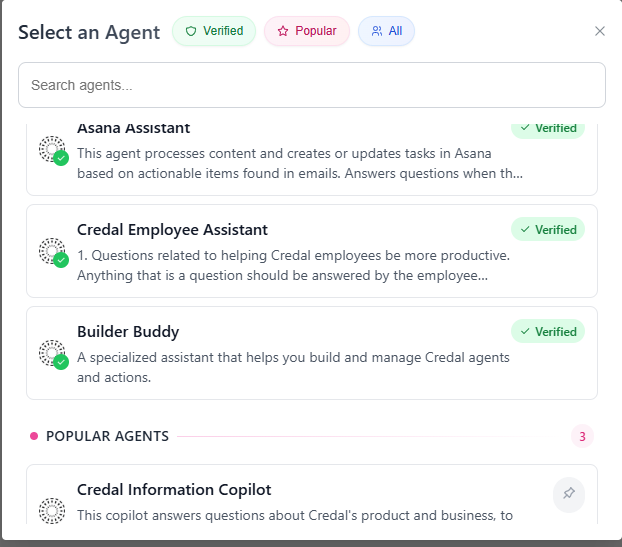 Select an Agent
Verified
Popular
All
Search agents...
Asana Assistant
Verified
This agent processes content and creates or updates tasks in Asana
based on actionable items found in emails. Answers questions when th...
Credal Employee Assistant
Verified
1. Questions related to helping Credal employees be more productive.
Anything that is a question should be answered by the employee...
Builder Buddy
Verified
A specialized assistant that helps you build and manage Credal agents
and actions.
POPULAR AGENTS
3
Credal Information Copilot
This copilot answers questions about Credal's product and business, to